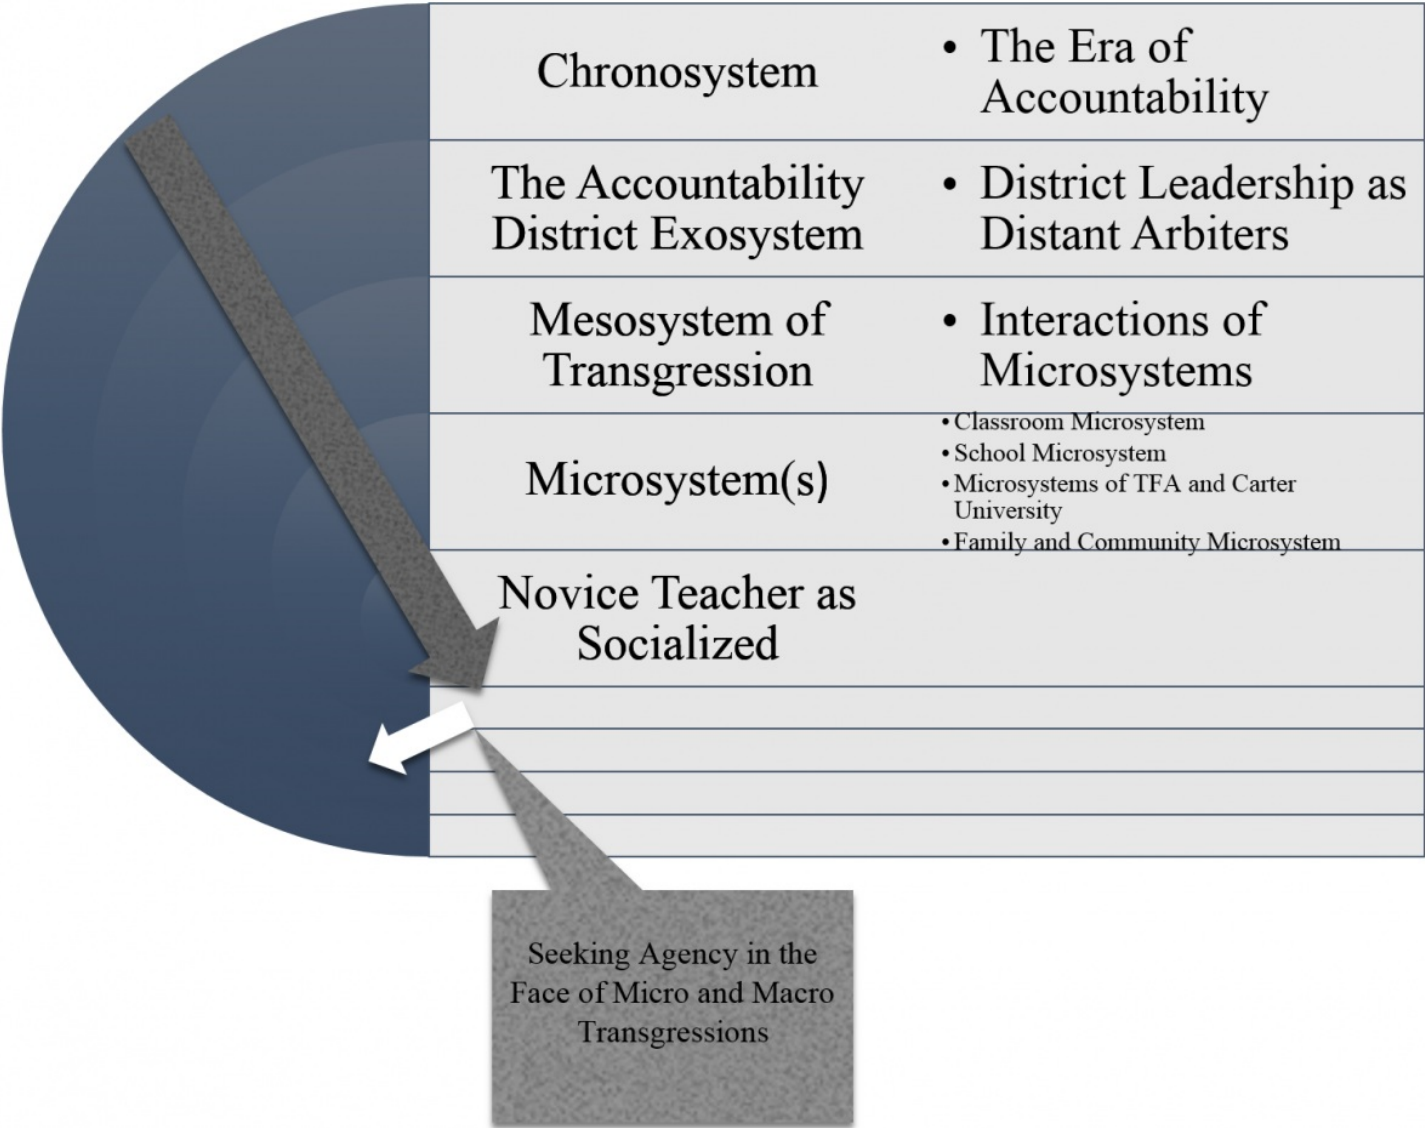 Chronosystem
• The Era of
Accountability
The Accountability
District Exosystem
• District Leadership as
Distant Arbiters
Mesosystem of
Transgression
• Interactions of
Microsystems
Microsystem(s)
• Classroom Microsystem
• School Microsystem
• Microsystems of TFA and Carter
University
• Family and Community Microsystem
Novice Teacher as
Socialized
Seeking Agency in the
Face of Micro and Macro
Transgressions